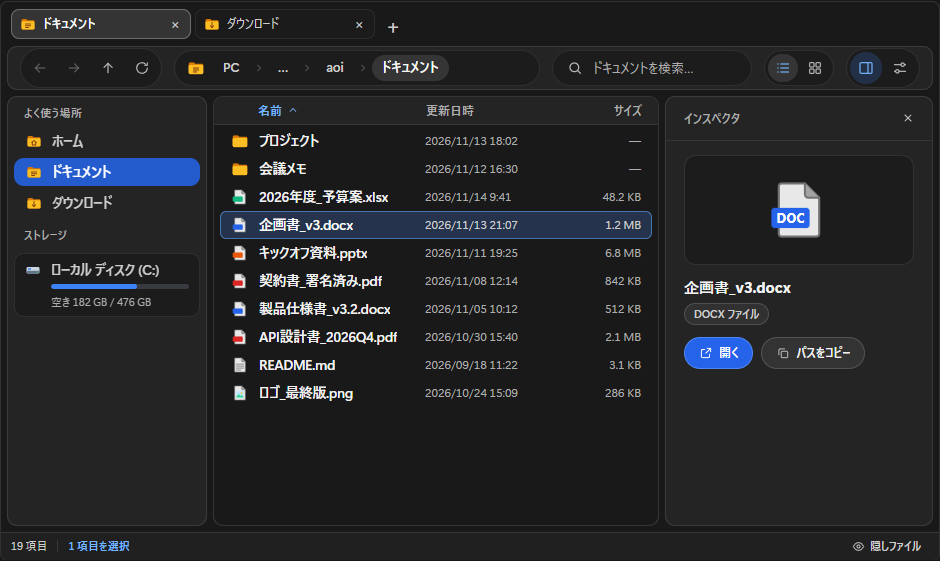 ドキュメント ×
ダウンロード ×
+
PC › ... › aoi › ドキュメント
ドキュメントを検索...
よく使う場所
ホーム
ドキュメント
ダウンロード
ストレージ
ローカル ディスク (C:)
空き 182 GB / 476 GB
名前 更新日時 サイズ
プロジェクト 2026/11/13 18:02 —
会議メモ 2026/11/12 16:30 —
2026年度_予算案.xlsx 2026/11/14 9:41 48.2 KB
企画書_v3.docx 2026/11/13 21:07 1.2 MB
キックオフ資料.pptx 2026/11/11 19:25 6.8 MB
契約書_署名済み.pdf 2026/11/08 12:14 842 KB
製品仕様書_v3.2.docx 2026/11/05 10:12 512 KB
API設計書_2026Q4.pdf 2026/10/30 15:40 2.1 MB
README.md 2026/09/18 11:22 3.1 KB
ロゴ_最終版.png 2026/10/24 15:09 286 KB
インスペクタ ×
DOC
企画書_v3.docx
DOCX ファイル
開く パスをコピー
19 項目 1 項目を選択
隠しファイル